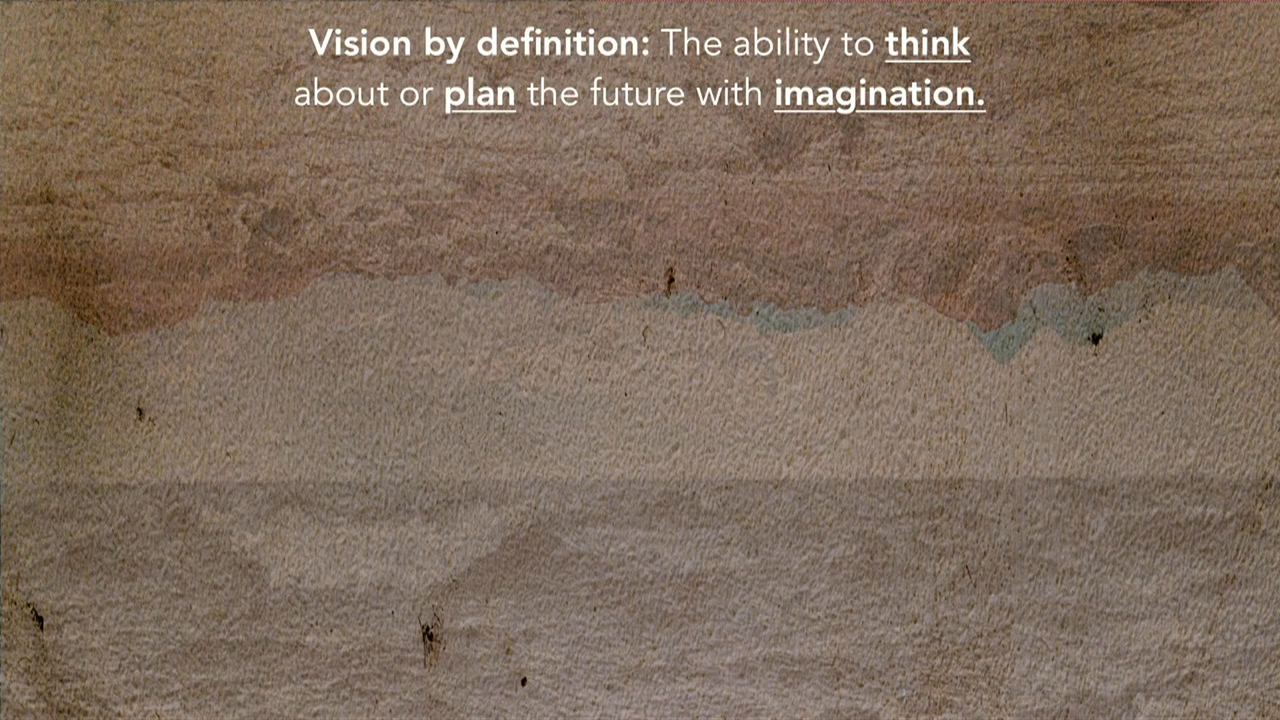 Vision by definition: The ability to think
about or plan the future with imagination.